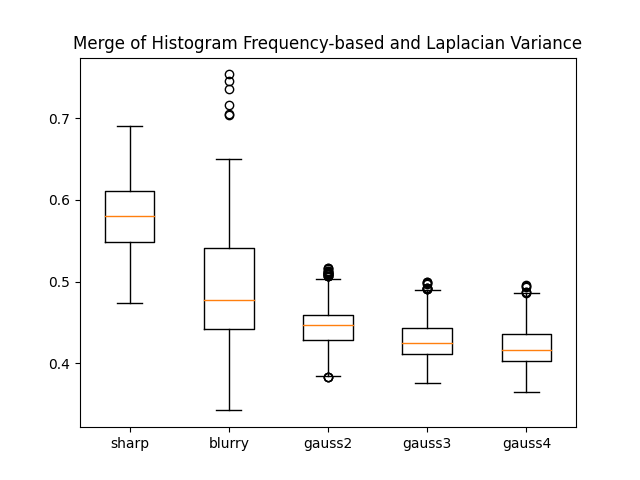 Merge of Histogram Frequency-based and Laplacian Variance
0.7
0.6
0.5
0.4
sharp blurry gauss2 gauss3 gauss4